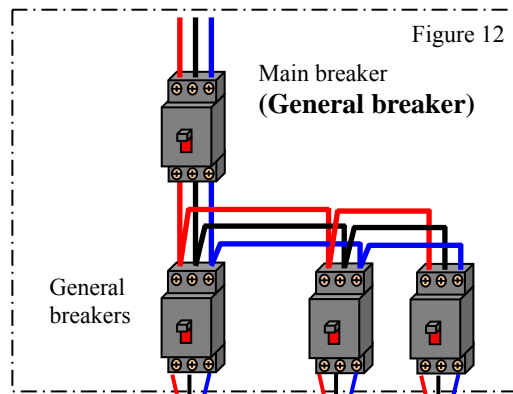 Figure 12
Main breaker
(General breaker)
General
breakers